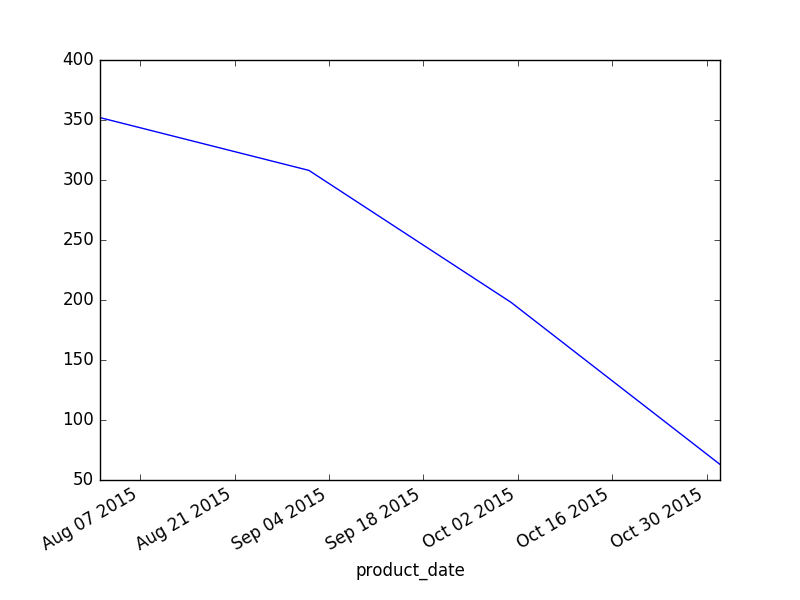 400
350
300
250
200
150
100
50
Aug 07 2015
Aug 21 2015
Sep 04 2015
Sep 18 2015
Oct 02 2015
Oct 16 2015
Oct 30 2015
product_date